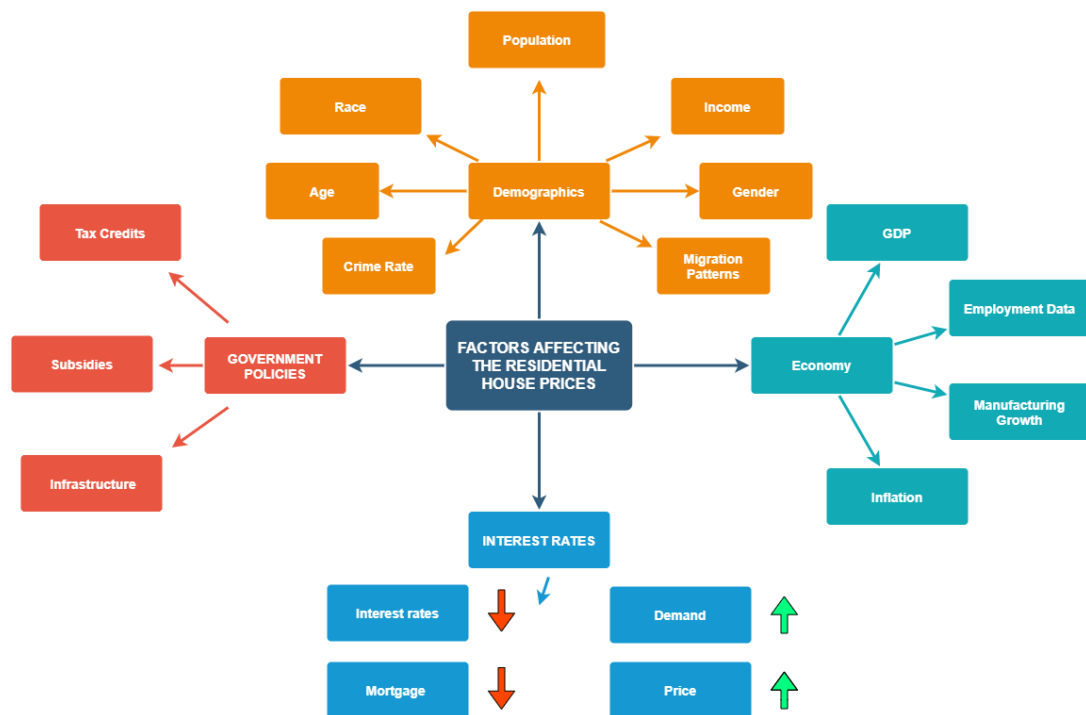 Population
Race
Income
Age
Demographics
Gender
Tax Credits
GDP
Crime Rate
Migration
Patterns
Employment Data
FACTORS AFFECTING
THE RESIDENTIAL
HOUSE PRICES
Subsidies
GOVERNMENT
POLICIES
Economy
Manufacturing
Growth
Infrastructure
Inflation
INTEREST RATES
Interest rates
Demand
Mortgage
Price